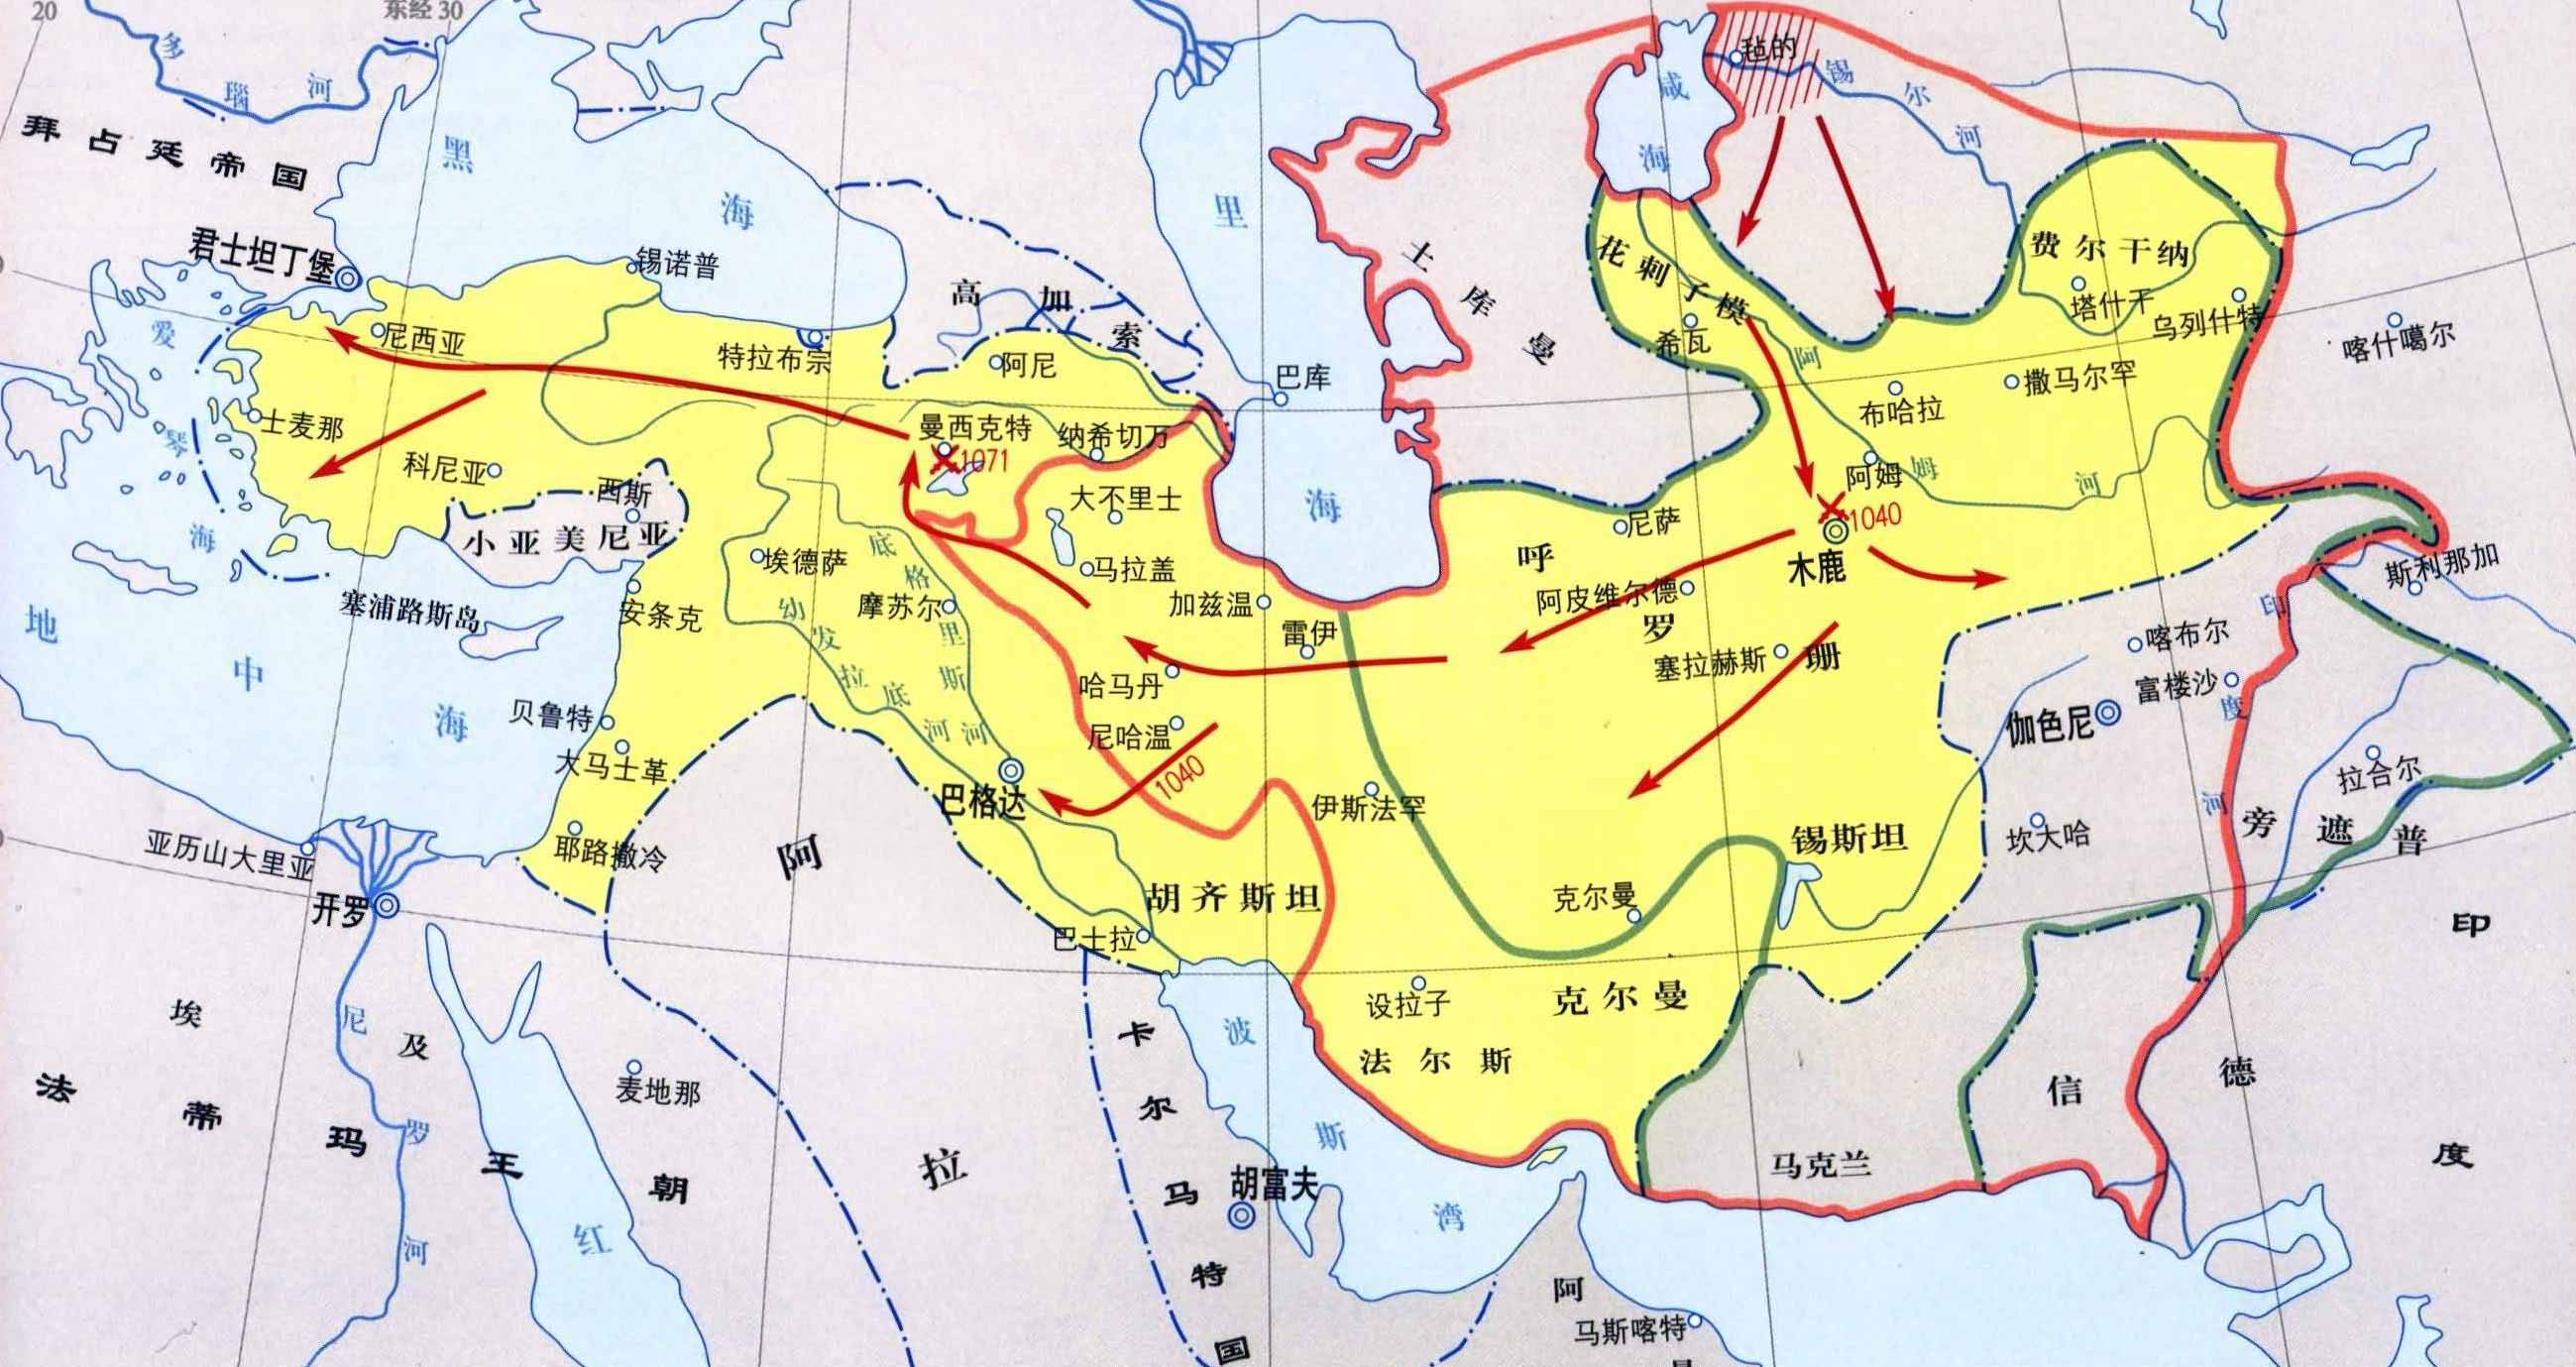 20
东经 30
多瑙河
拜占廷帝国
黑海
君士坦丁堡
锡诺普
尼西亚
特拉布宗
爱琴海
士麦那
科尼亚
西斯
小亚美尼亚
塞浦路斯岛
地中海
安条克
贝鲁特
大马士革
耶路撒冷
亚历山大里亚
开罗
埃及
法蒂玛王朝
尼罗河
红
麦地那
高加索
阿尼
曼西克特
1071
纳希切万
大不里士
马拉盖
埃德萨
摩苏尔
底格里斯河
幼发拉底河
巴格达
巴士拉
里海
巴库
加兹温
雷伊
哈马丹
尼哈温
1040
伊斯法罕
胡齐斯坦
设拉子
法尔斯
克尔曼
克尔曼
波斯湾
阿拉
卡尔马特国
胡富夫
阿
马斯喀特
咸海
毡的
锡尔河
土库曼
花剌子模
希瓦
阿姆河
费尔干纳
塔什干
乌列什特
喀什噶尔
布哈拉
撒马尔罕
阿姆
1040
木鹿
尼萨
呼罗珊
阿皮维尔德
塞拉赫斯
锡斯坦
喀布尔
富楼沙
伽色尼
坎大哈
斯利那加
印度河
旁遮普
拉合尔
信德
马克兰
印度